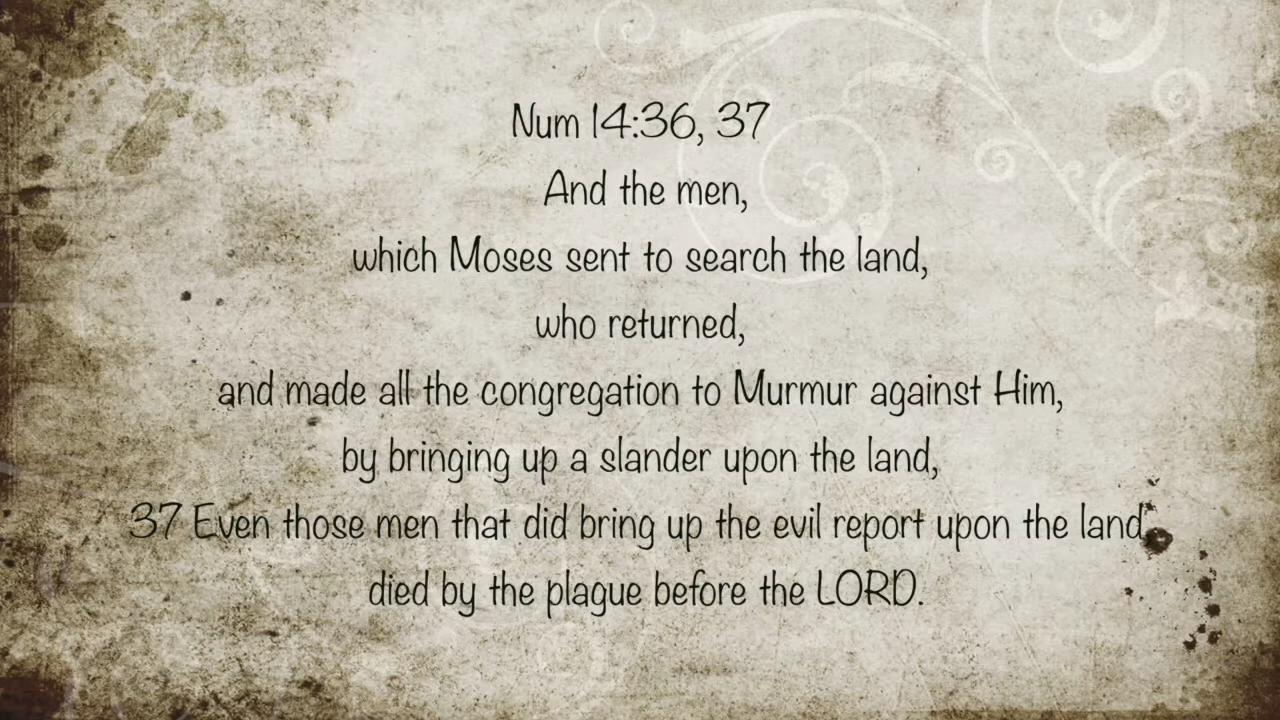 Num 14:36, 37
And the men,
which Moses sent to search the land,
who returned,
and made all the congregation to Murmur against Him,
by bringing up a slander upon the land,
37 Even those men that did bring up the evil report upon the land,
died by the plague before the LORD.